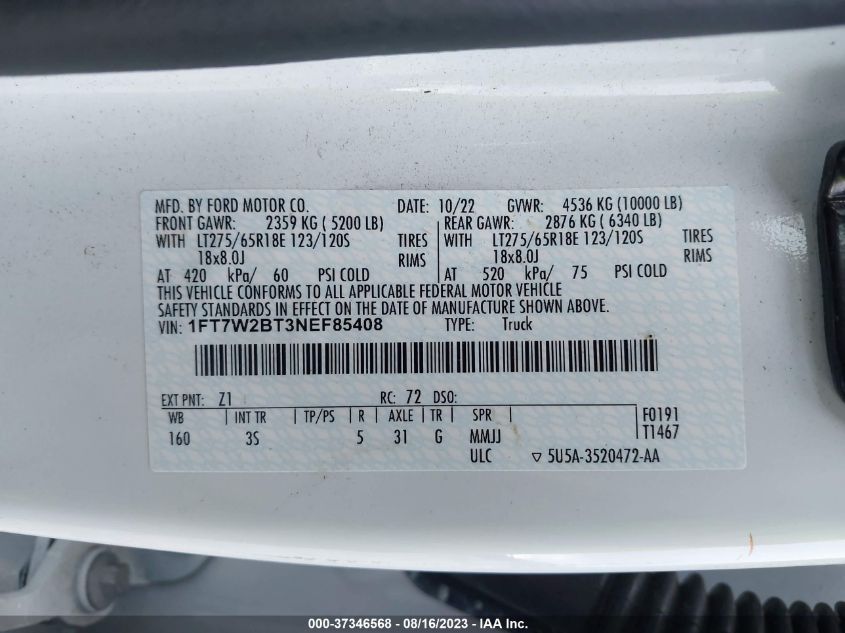 MFD. BY FORD MOTOR CO. DATE: 10/22 GVWR: 4536 KG (10000 LB)
FRONT GAWR: 2359 KG ( 5200 LB) REAR GAWR: 2876 KG ( 6340 LB)
WITH LT275/65R18E 123/120S TIRES WITH LT275/65R18E 123/120S TIRES
18x8.0J RIMS 18x8.0J RIMS
AT 420 kPa/ 60 PSI COLD AT 520 kPa/ 75 PSI COLD
THIS VEHICLE CONFORMS TO ALL APPLICABLE FEDERAL MOTOR VEHICLE
SAFETY STANDARDS IN EFFECT ON THE DATE OF MANUFACTURE SHOWN ABOVE.
VIN: 1FT7W2BT3NEF85408 TYPE: Truck
EXT PNT: Z1 RC: 72 DSO:
WB INT TR TP/PS R AXLE TR SPR F0191
160 3S 5 31 G MMJJ T1467
ULC ▽ 5U5A-3520472-AA
000-37346568 - 08/16/2023 - IAA Inc.